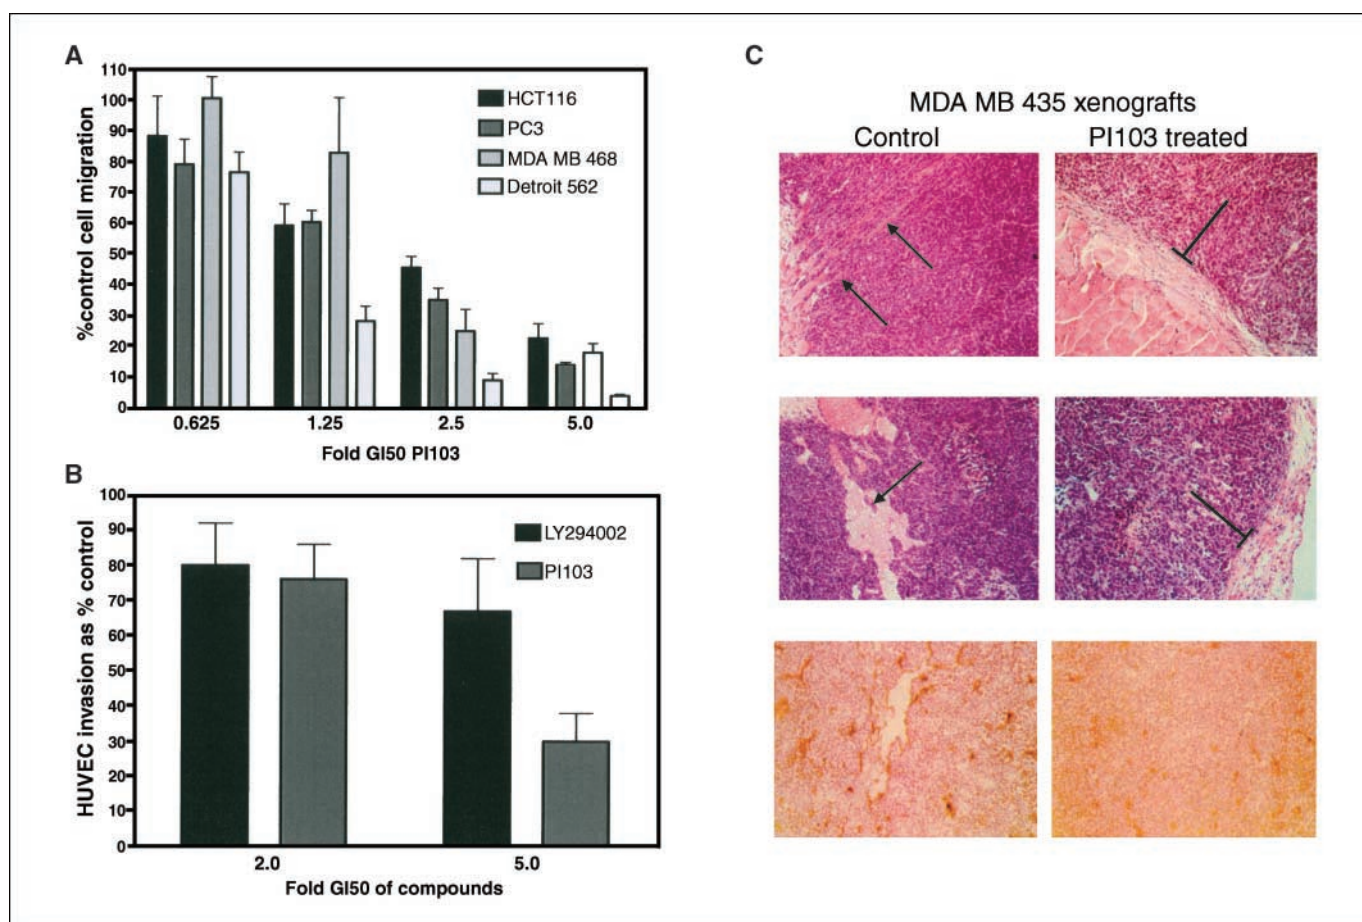 A
110
100
90
80
70
60
50
40
30
20
10
0
%control cell migration
HCT116
PC3
MDA MB 468
Detroit 562
0.625 1.25 2.5 5.0
Fold GI50 PI103
B
100
90
80
70
60
50
40
30
20
10
0
HUVEC invasion as % control
LY294002
PI103
2.0 5.0
Fold GI50 of compounds
C
MDA MB 435 xenografts
Control PI103 treated